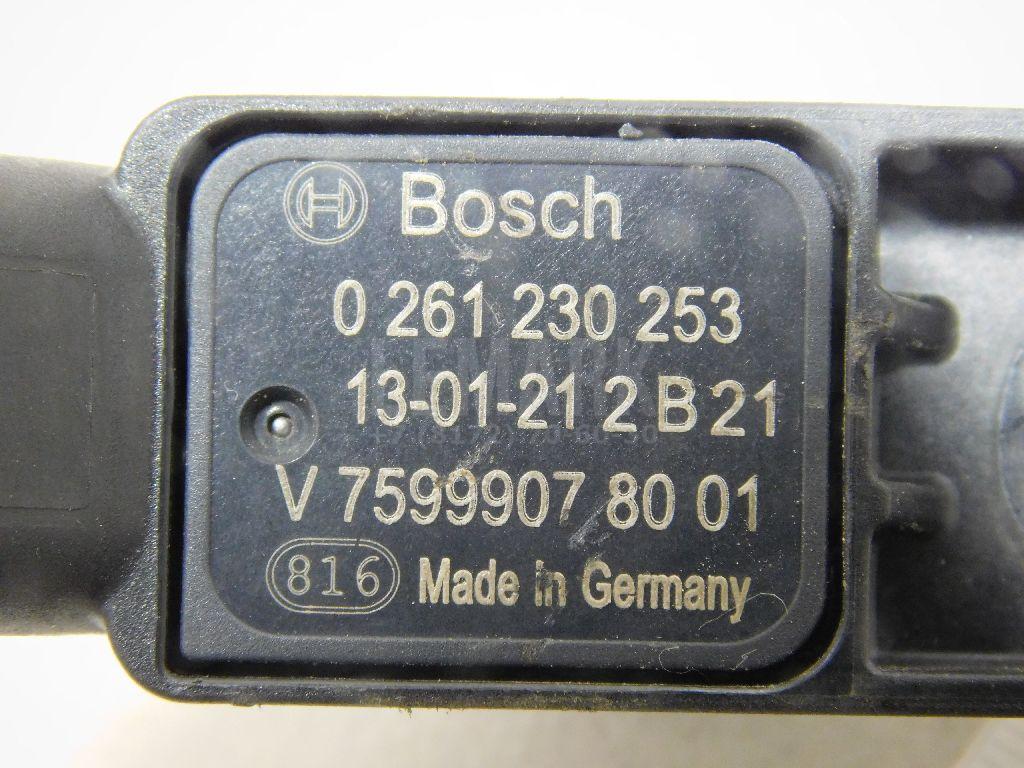 Bosch
0 261 230 253
13-01-21 2 B 21
V 7599907 80 01
816 Made in Germany